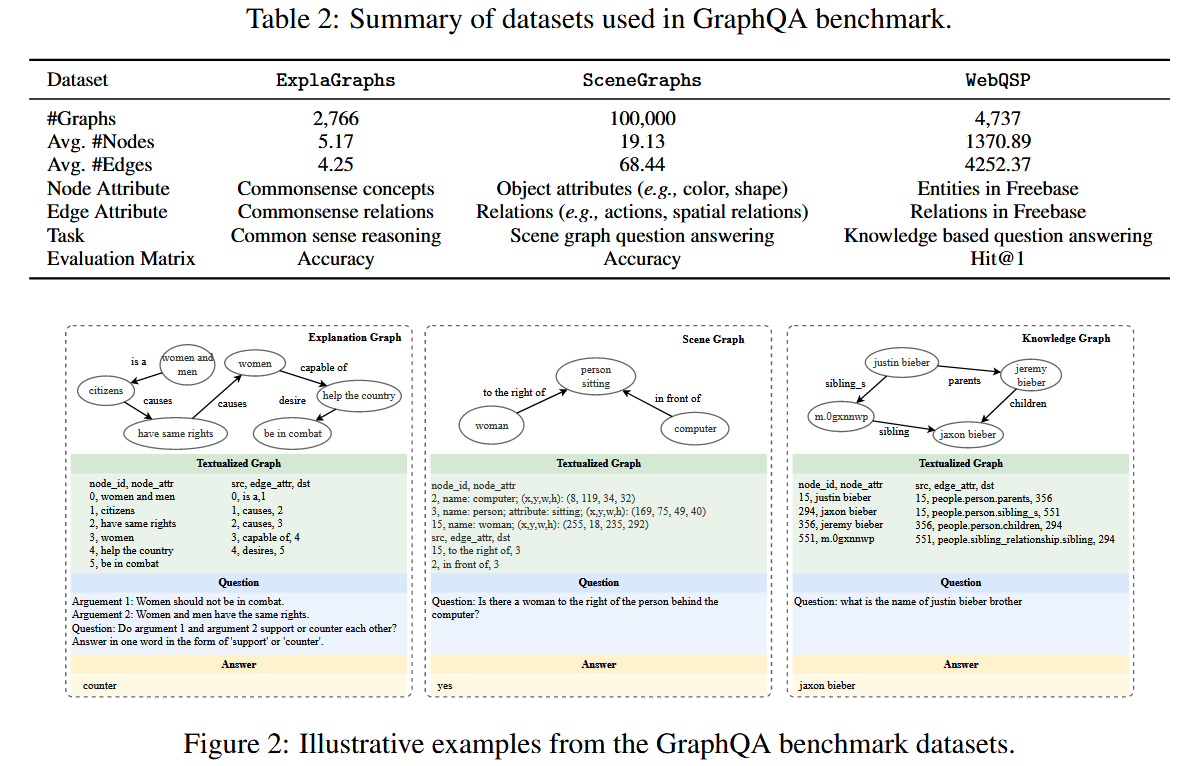 Table 2: Summary of datasets used in GraphQA benchmark.
Dataset ExplaGraphs SceneGraphs WebQSP
#Graphs 2,766 100,000 4,737
Avg. #Nodes 5.17 19.13 1370.89
Avg. #Edges 4.25 68.44 4252.37
Node Attribute Commonsense concepts Object attributes (e.g., color, shape) Entities in Freebase
Edge Attribute Commonsense relations Relations (e.g., actions, spatial relations) Relations in Freebase
Task Common sense reasoning Scene graph question answering Knowledge based question answering
Evaluation Matrix Accuracy Accuracy Hit@1
Explanation Graph
women and
men
is a
citizens
causes
have same rights
causes
women
capable of
help the country
desire
be in combat
Textualized Graph
node_id, node_attr
0, women and men
1, citizens
2, have same rights
3, women
4, help the country
5, be in combat
src, edge_attr, dst
0, is a,1
1, causes, 2
2, causes, 3
3, capable of, 4
4, desires, 5
Question
Arguement 1: Women should not be in combat.
Arguement 2: Women and men have the same rights.
Question: Do argument 1 and argument 2 support or counter each other?
Answer in one word in the form of 'support' or 'counter'.
Answer
counter
Scene Graph
person
sitting
to the right of
in front of
woman
computer
Textualized Graph
node_id, node_attr
2, name: computer; (x,y,w,h): (8, 119, 34, 32)
3, name: person; attribute: sitting; (x,y,w,h): (169, 75, 49, 40)
15, name: woman; (x,y,w,h): (255, 18, 235, 292)
src, edge_attr, dst
15, to the right of, 3
2, in front of, 3
Question
Question: Is there a woman to the right of the person behind the
computer?
Answer
yes
Knowledge Graph
justin bieber
jeremy
bieber
parents
sibling_s
children
m.0gxnnwp
sibling
jaxon bieber
Textualized Graph
node_id, node_attr
15, justin bieber
294, jaxon bieber
356, jeremy bieber
551, m.0gxnnwp
src, edge_attr, dst
15, people.person.parents, 356
15, people.person.sibling_s, 551
356, people.person.children, 294
551, people.sibling_relationship.sibling, 294
Question
Question: what is the name of justin bieber brother
Answer
jaxon bieber
Figure 2: Illustrative examples from the GraphQA benchmark datasets.